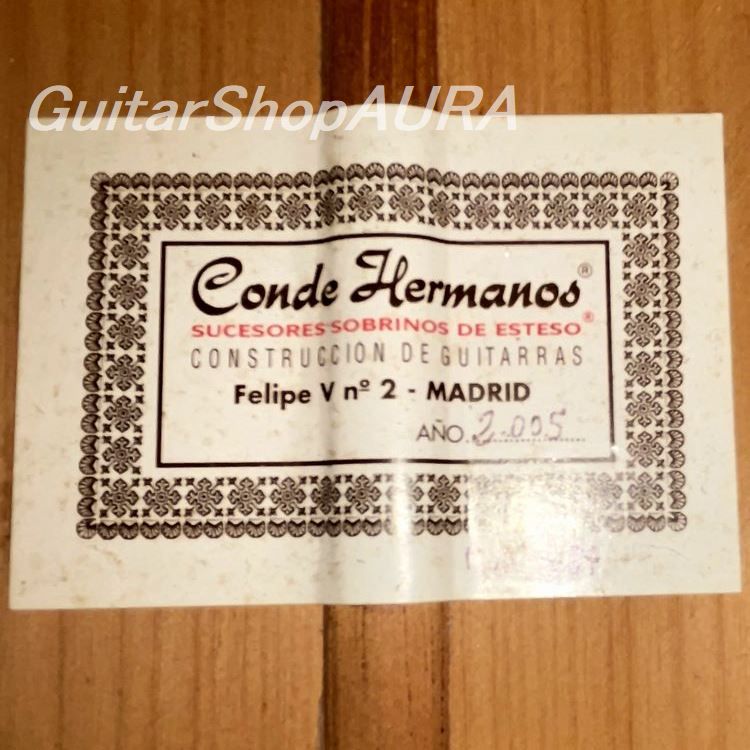 GuitarShopAURA
Conde Hermanos®
SUCESORES SOBRINOS DE ESTESO®
CONSTRUCCION DE GUITARRAS
Felipe V nº 2 - MADRID
AÑO. 2.005